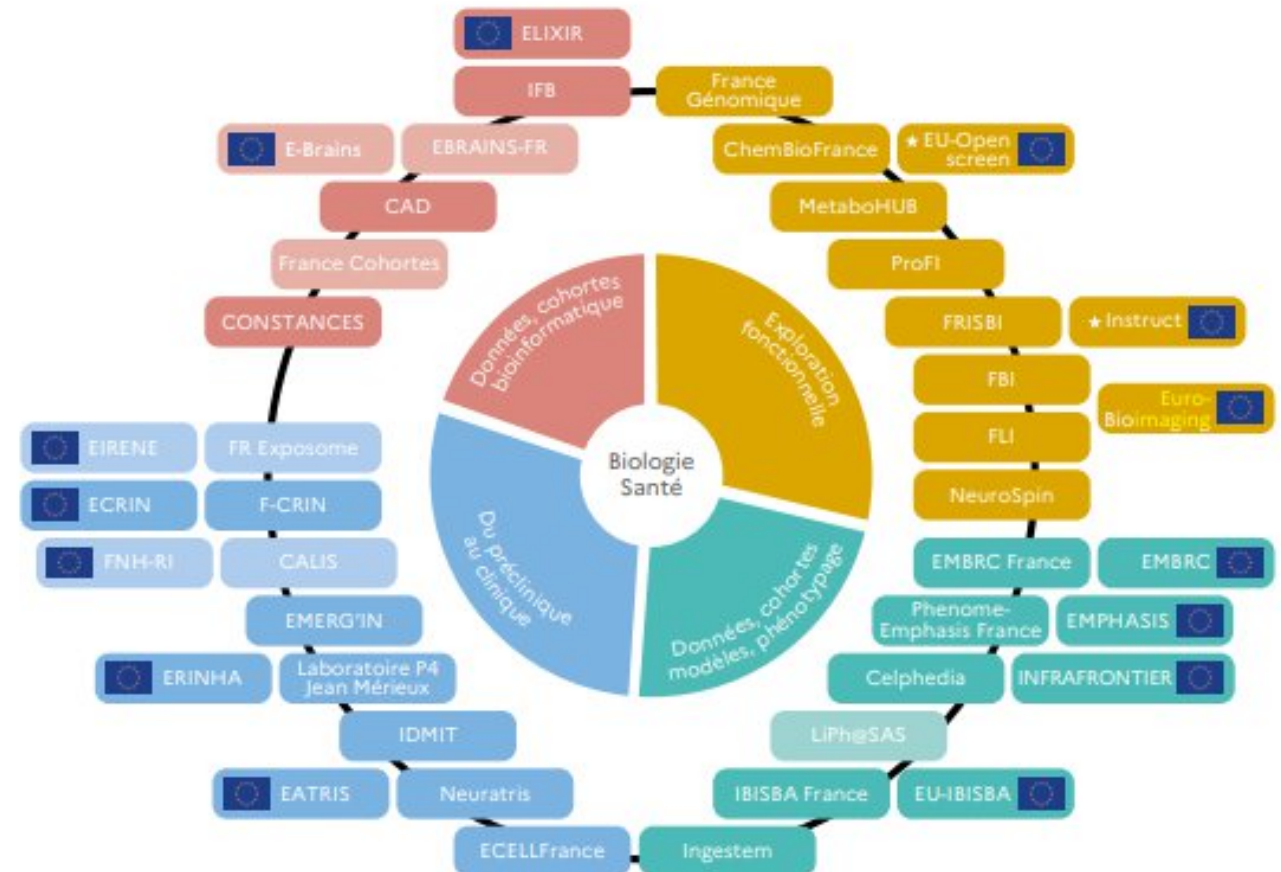 ELIXIR
IFB
France
Génomique
E-Brains
EBRAINS-FR
ChemBioFrance
★ EU-Open
screen
CAD
MetaboHUB
France Cohortes
ProFI
CONSTANCES
FRISBI
★ Instruct
Données, cohortes
bioinformatique
Exploration
fonctionnelle
FBI
Euro-
Bioimaging
EIRENE
FR Exposome
FLI
Biologie
Santé
ECRIN
F-CRIN
NeuroSpin
FNH-RI
CALIS
Du préclinique
au clinique
Données, cohortes
modèles, phénotypage
EMBRC France
EMBRC
EMERG'IN
Phenome-
Emphasis France
EMPHASIS
ERINHA
Laboratoire P4
Jean Mérieux
Celphedia
INFRAFRONTIER
IDMIT
LiPh@SAS
EATRIS
Neuratris
IBISBA France
EU-IBISBA
ECELLFrance
Ingestem